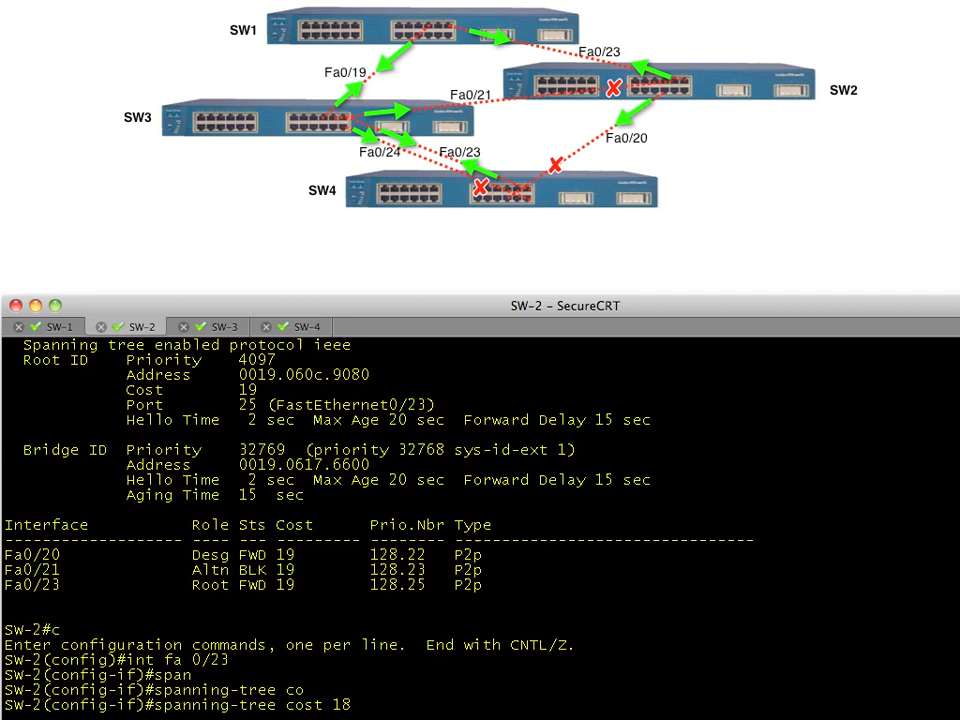 SW1
Fa0/23
Fa0/19
SW2
Fa0/21
SW3
Fa0/20
Fa0/24
Fa0/23
SW4
SW-2 – SecureCRT
SW-1 SW-2 SW-3 SW-4
Spanning tree enabled protocol ieee
Root ID Priority 4097
Address 0019.060c.9080
Cost 19
Port 25 (FastEthernet0/23)
Hello Time 2 sec Max Age 20 sec Forward Delay 15 sec
Bridge ID Priority 32769 (priority 32768 sys-id-ext 1)
Address 0019.0617.6600
Hello Time 2 sec Max Age 20 sec Forward Delay 15 sec
Aging Time 15 sec
Interface Role Sts Cost Prio.Nbr Type
------------------- ---- --- --------- -------- --------------------------------
Fa0/20 Desg FWD 19 128.22 P2p
Fa0/21 Altn BLK 19 128.23 P2p
Fa0/23 Root FWD 19 128.25 P2p
SW-2#c
Enter configuration commands, one per line. End with CNTL/Z.
SW-2(config)#int fa 0/23
SW-2(config-if)#span
SW-2(config-if)#spanning-tree co
SW-2(config-if)#spanning-tree cost 18